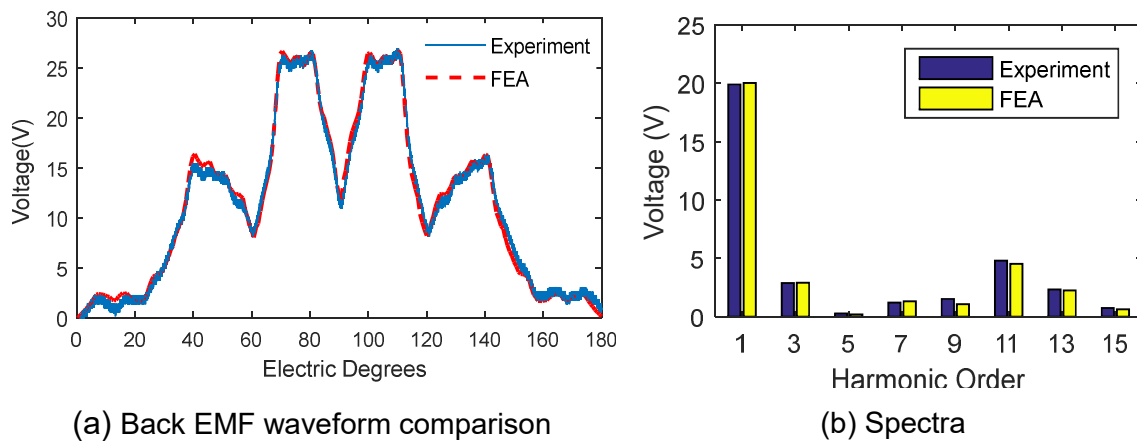 30
25
20
15
10
5
0
Voltage(V)
Experiment
FEA
0 20 40 60 80 100 120 140 160 180
Electric Degrees
(a) Back EMF waveform comparison
25
20
15
10
5
0
Voltage (V)
Experiment
FEA
1 3 5 7 9 11 13 15
Harmonic Order
(b) Spectra